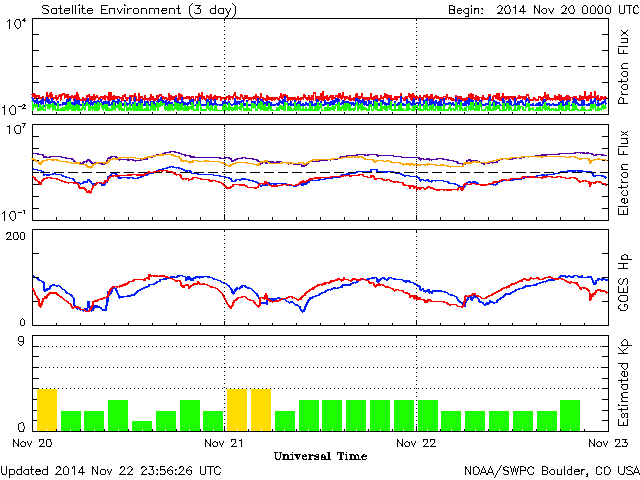 Satellite Environment (3 day) Begin: 2014 Nov 20 0000 UTC
10^4
10^-2
Proton Flux
10^7
10^-1
Electron Flux
200
0
GOES Hp
9
0
Estimated Kp
Nov 20 Nov 21 Nov 22 Nov 23
Universal Time
Updated 2014 Nov 22 23:56:26 UTC NOAA/SWPC Boulder, CO USA